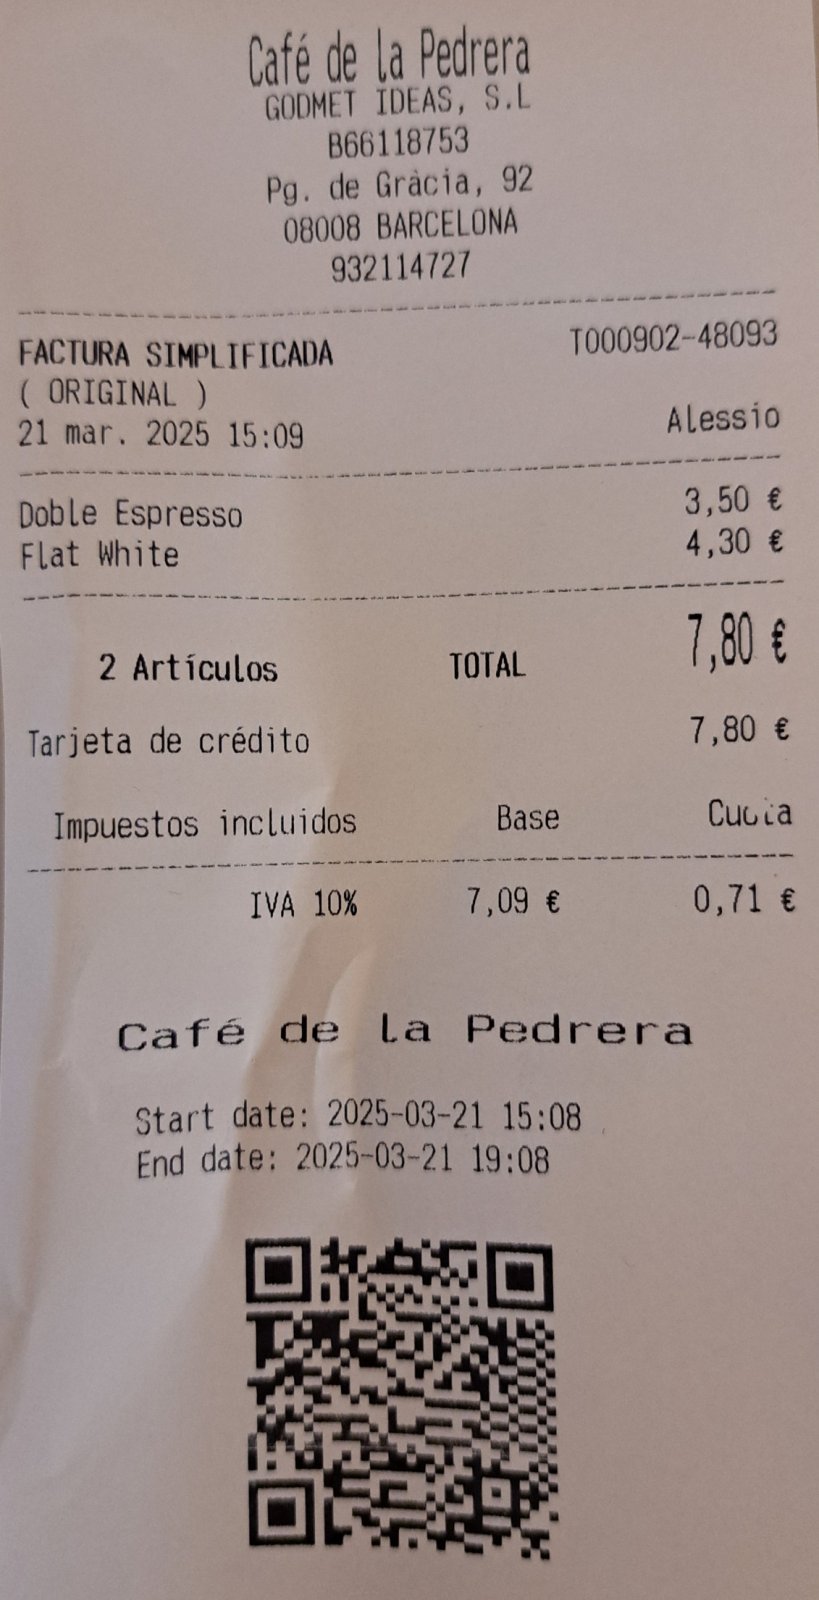 Café de la Pedrera
GODMET IDEAS, S.L
B66118753
Pg. de Gràcia, 92
08008 BARCELONA
932114727
FACTURA SIMPLIFICADA T000902-48093
( ORIGINAL )
21 mar. 2025 15:09 Alessio
Doble Espresso 3,50 €
Flat White 4,30 €
2 Artículos TOTAL 7,80 €
Tarjeta de crédito 7,80 €
Impuestos incluidos Base Cuota
IVA 10% 7,09 € 0,71 €
Café de la Pedrera
Start date: 2025-03-21 15:08
End date: 2025-03-21 19:08